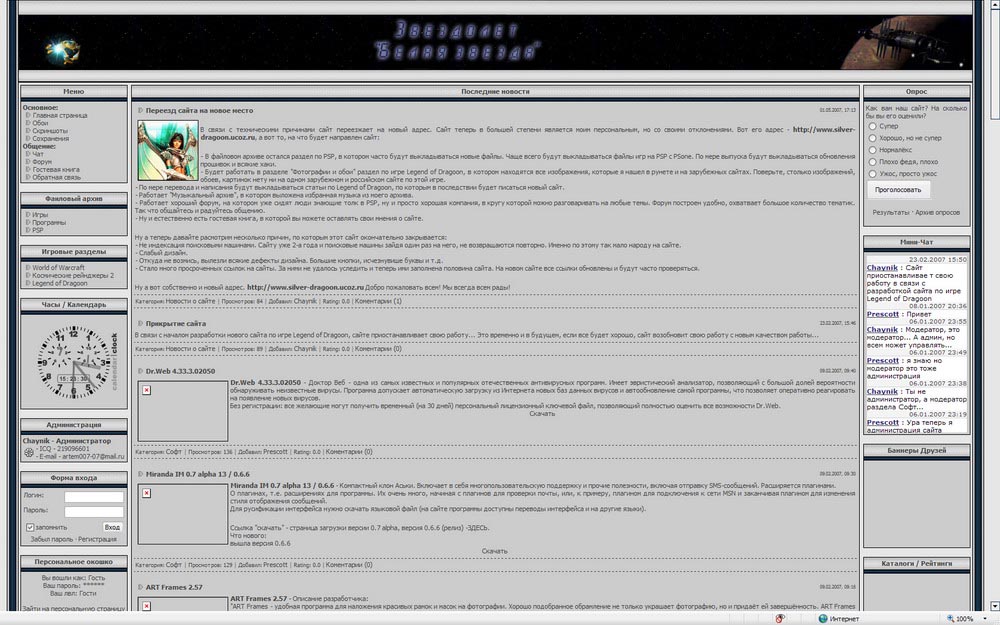 Звездолет
"Белая звезда"
Меню
Основное:
Главная страница
Обои
Скриншоты
Сохранения
Общение:
Чат
Форум
Гостевая книга
Обратная связь
Файловый архив
Игры
Программы
PSP
Игровые разделы
World of Warcraft
Космические рейнджеры 2
Legend of Dragoon
Часы / Календарь
15:23:30
calendar clock
Администрация
Chaynik - Администратор
- ICQ - 219096601
- E-mail - artem007-07@mail.ru
Форма входа
Логин:
Пароль:
запомнить
Вход
Забыл пароль · Регистрация
Персональное окошко
Вы вошли как: Гость
Ваш пароль: ******
Ваш лвл: Гости
Зайти на персональную страницу
Последние новости
Переезд сайта на новое место
01.05.2007, 17:13
В связи с техническими причинами сайт переезжает на новый адрес. Сайт теперь в большей степени является моим персональным, но со своими отклонениями. Вот его адрес - http://www.silver-
dragoon.ucoz.ru, а вот то, на что будет направлен сайт:
- В файловом архиве остался раздел по PSP, в котором часто будут выкладываться новые файлы. Чаще всего будут выкладываться файлы игр на PSP с PSone. По мере выпуска будут выкладываться обновления
прошивок и всякие хаки.
- Будет работать в разделе "Фотографии и обои" раздел по игре Legend of Dragoon, в котором находятся все изображения, которые я нашел в рунете и на зарубежных сайтах. Поверьте, столько изображений,
обоев, картинок нету ни на одном зарубежном и российском сайте по этой игре.
- По мере перевода и написания будут выкладываться статьи по Legend of Dragoon, по которым в последствии будет писаться новый сайт.
- Работает "Музыкальный архив", в котором выложена избранная музыка из моего архива.
- Работает хороший форум, на котором уже сидят люди знающие толк в PSP, ну и просто хорошая компания, в кругу которой можно разговаривать на любые темы. Форум построен удобно, охватывает большое количество тематик.
Так что общайтесь и радуйтесь общению.
- Ну и естественно есть гостевая книга, в которой вы можете оставлять свои мнения о сайте.
Ну а теперь давайте расмотрим несколько причин, по которым этот сайт окончательно закрывается:
- Не индексация поисковыми машинами. Сайту уже 2-а года и поисковые машины зайдя один раз на него, не возвращаются повторно. Именно по этому так мало народу на сайте.
- Слабый дизайн.
- Откуда не возмись, вылезли всякие дефекты дизайна. Большие кнопки, исчезнувшие буквы и т.д.
- Стало много просроченных ссылок на сайты. За ними не удалось уследить и теперь ими заполнена половина сайта. На новом сайте все ссылки обновлены и будут часто проверяться.
Ну а вот собственно и новый адрес. http://www.silver-dragoon.ucoz.ru Добро пожаловать всем! Мы всегда всем рады!
Категория: Новости о сайте | Просмотров: 84 | Добавил: Chaynik | Rating: 0.0 | Коментарии (1)
Прикрытие сайта
23.02.2007, 15:46
В связи с началом разработки нового сайта по игре Legend of Dragoon, сайте приостанавливает свою работу... Это временно и в будущем, если все будет хорошо, сайт возобновит свою работу с новым качеством работы...
Категория: Новости о сайте | Просмотров: 89 | Добавил: Chaynik | Rating: 0.0 | Коментарии (0)
Dr.Web 4.33.3.02050
09.02.2007, 09:40
Dr.Web 4.33.3.02050 - Доктор Веб - одна из самых известных и популярных отечественных антивирусных программ. Имеет эвристический анализатор, позволяющий с большой долей вероятности
обнаруживать неизвестные вирусы. Программа допускает автоматическую загрузку из Интернета новых баз данных вирусов и автообновление самой программы, что позволяет оперативно реагировать
на появление новых вирусов.
Без регистрации: все желающие могут получить временный (на 30 дней) персональный лицензионный ключевой файл, позволяющий полностью оценить все возможности Dr.Web.
Скачать
Категория: Софт | Просмотров: 136 | Добавил: Prescott | Rating: 0.0 | Коментарии (0)
Miranda IM 0.7 alpha 13 / 0.6.6
09.02.2007, 09:30
Miranda IM 0.7 alpha 13 / 0.6.6 - Компактный клон Аськи. Включает в себя многопользовательскую поддержку и прочие полезности, включая отправку SMS-сообщений. Расширяется плагинами.
О плагинах, т.е. расширениях для программы. Их очень много, начиная с плагинов для проверки почты, или, к примеру, плагином для подключения к сети MSN и заканчивая плагином для изменения
стиля отображения сообщений.
Для русификации интерфейса нужно скачать языковой файл (на сайте программы доступны переводы интерфейса и на другие языки).
Ссылка "скачать" - страница загрузки версии 0.7 alpha, версия 0.6.6 (релиз) -ЗДЕСЬ.
Что нового:
вышла версия 0.6.6
Скачать
Категория: Софт | Просмотров: 129 | Добавил: Prescott | Rating: 0.0 | Коментарии (0)
ART Frames 2.57
09.02.2007, 09:16
ART Frames 2.57 - Описание разработчика:
"ART Frames - удобная программа для наложения красивых рамок и масок на фотографии. Хорошо подобранное обрамление не только украшает фотографию, но и придаёт ей завершённость. ART Frames
Опрос
Как вам наш сайт? На сколько
бы вы его оценили?
Супер
Хорошо, но не супер
Нормалёкс
Плохо федя, плохо
Ужос, просто ужос
Проголосовать
Результаты · Архив опросов
Мини-Чат
23.02.2007 15:50
Chaynik : Сайт
приостанавливае т свою
работу в связи с
разработкой сайта по игре
Legend of Dragoon
08.01.2007 20:36
Prescott : Привет
06.01.2007 23:55
Chaynik : Модератор, это
модератор... А админ, но
всем может управлять...
06.01.2007 23:49
Prescott : я знаю но
модератор это тоже
администрация
06.01.2007 23:38
Chaynik : Ты не
администратор, а модератор
раздела Софт...
06.01.2007 23:19
Prescott : Ура теперь я
администрация сайта
Баннеры Друзей
Каталоги / Рейтинги
Интернет
100%